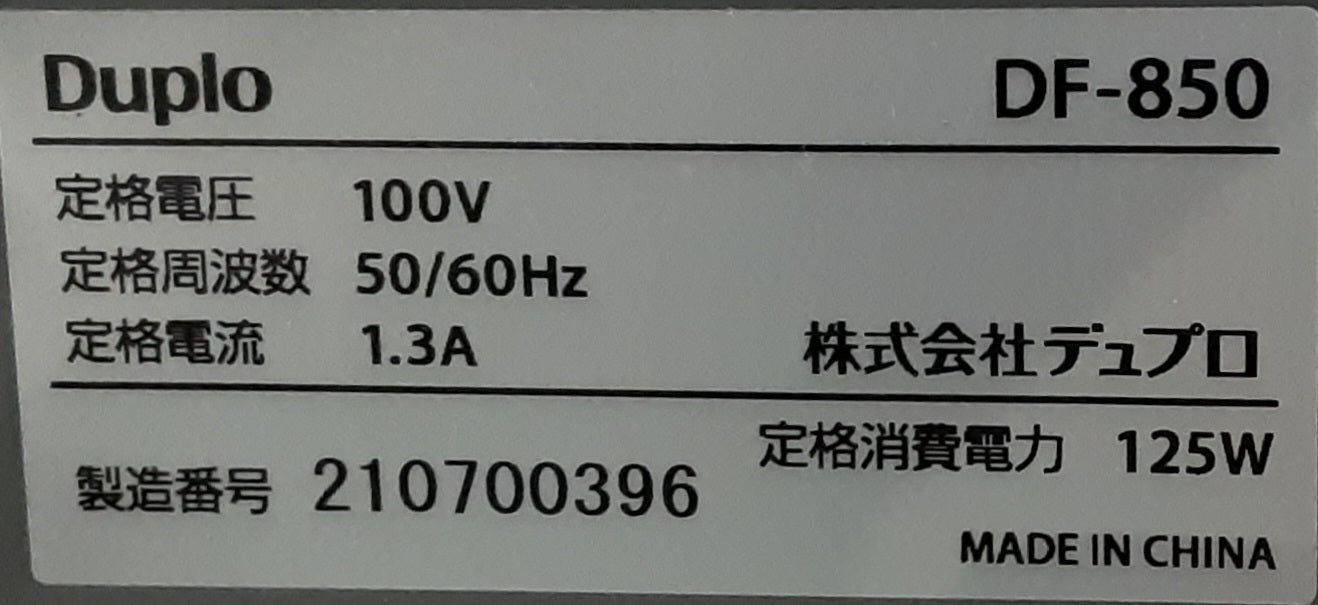 Duplo DF-850
定格電圧 100V
定格周波数 50/60Hz
定格電流 1.3A
株式会社デュプロ
定格消費電力 125W
製造番号 210700396
MADE IN CHINA